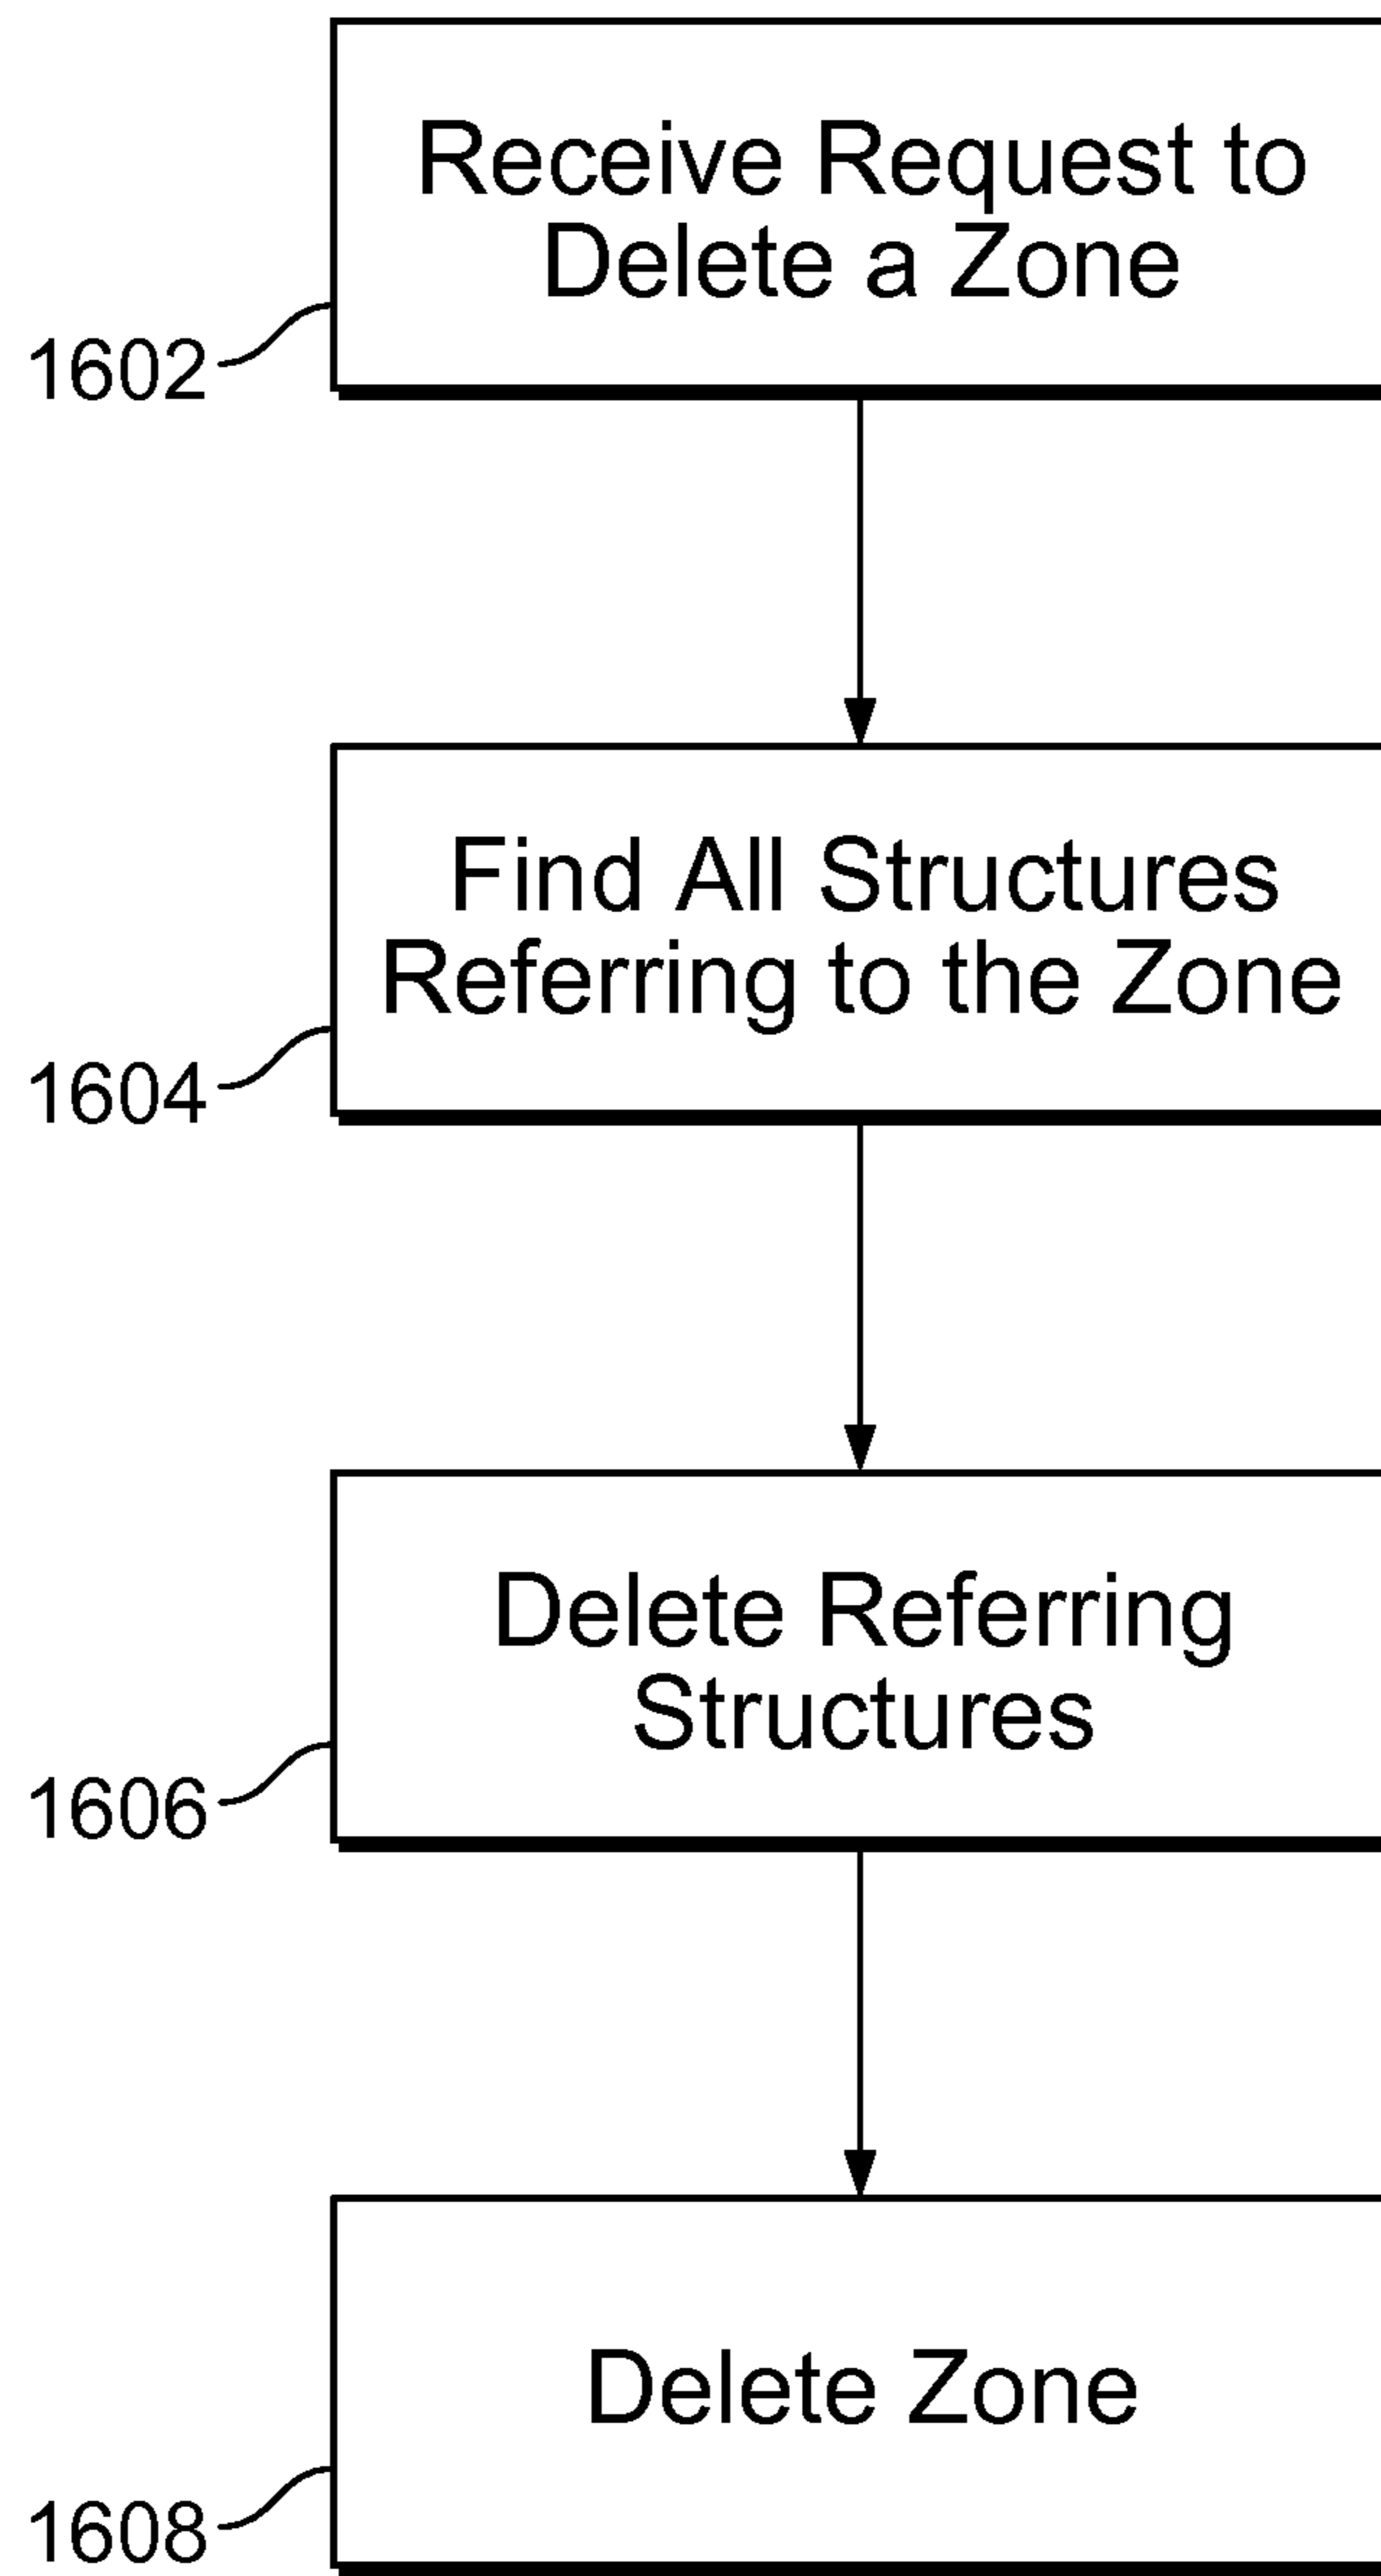 Receive Request to
Delete a Zone
1602
Find All Structures
Referring to the Zone
1604
Delete Referring
Structures
1606
Delete Zone
1608